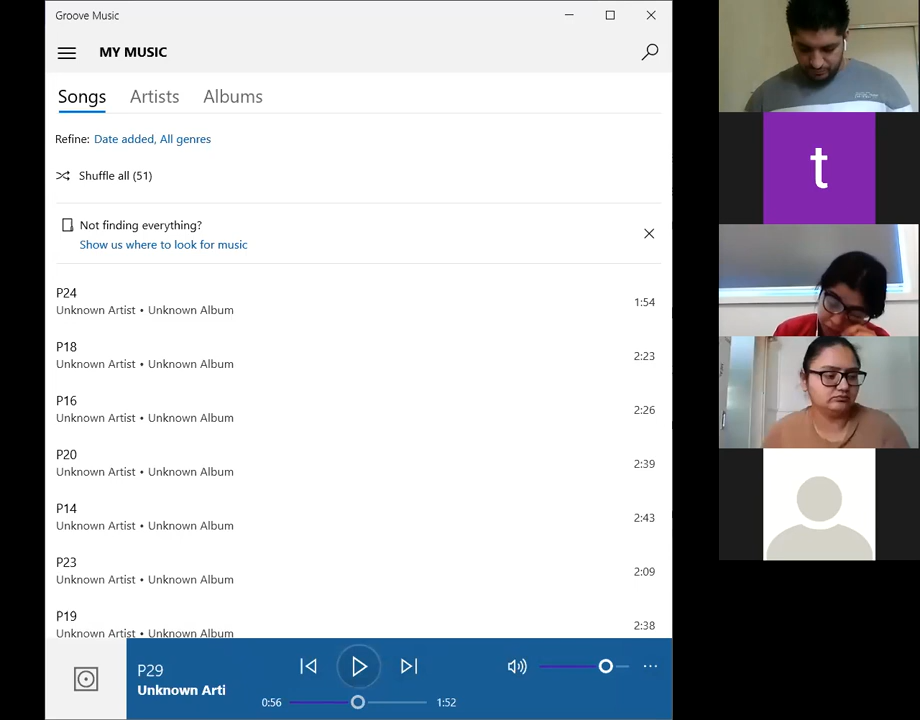 Groove Music
MY MUSIC
Songs Artists Albums
Refine: Date added, All genres
Shuffle all (51)
Not finding everything?
Show us where to look for music
P24
Unknown Artist • Unknown Album
1:54
P18
Unknown Artist • Unknown Album
2:23
P16
Unknown Artist • Unknown Album
2:26
P20
Unknown Artist • Unknown Album
2:39
P14
Unknown Artist • Unknown Album
2:43
P23
Unknown Artist • Unknown Album
2:09
P19
Unknown Artist • Unknown Album
2:38
P29
Unknown Arti
0:56
1:52
t